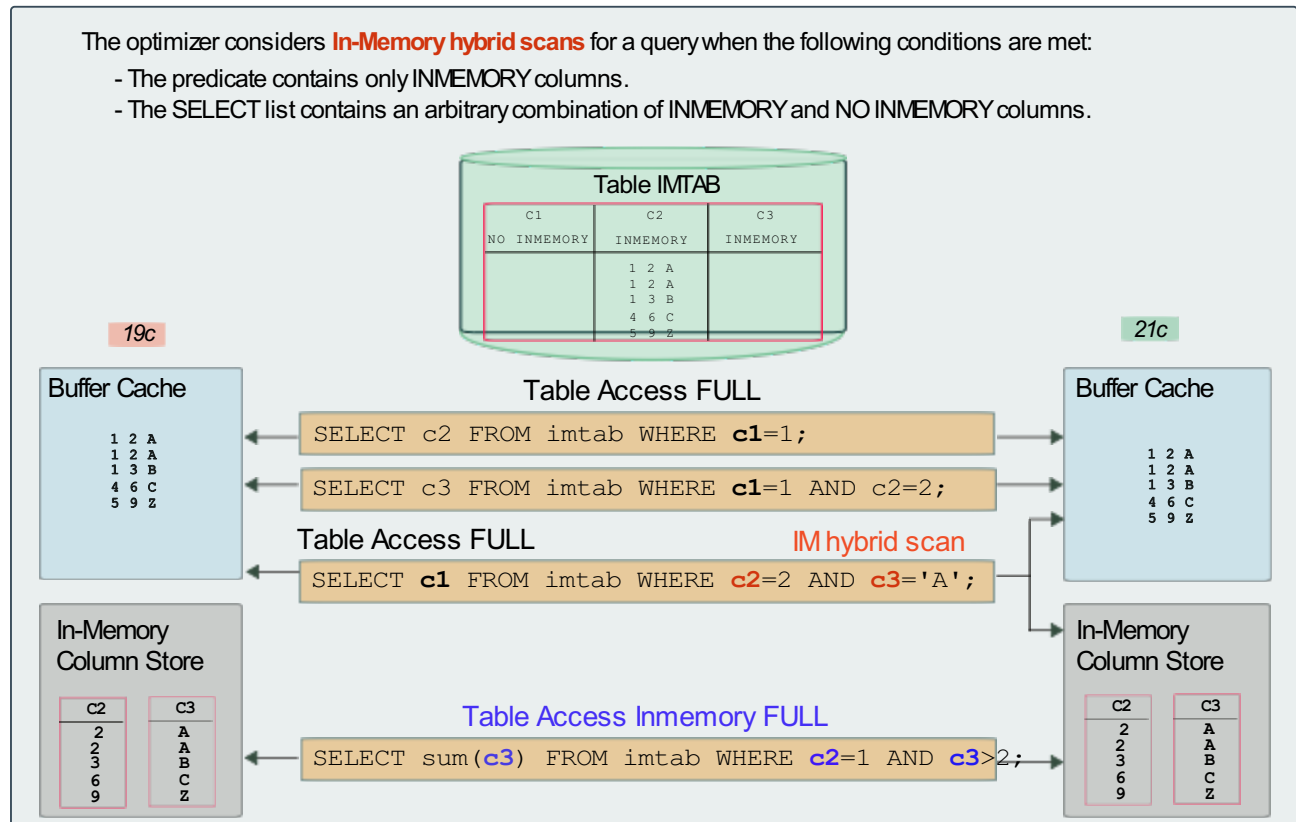 The optimizer considers In-Memory hybrid scans for a query when the following conditions are met:
- The predicate contains only INMEMORY columns.
- The SELECT list contains an arbitrary combination of INMEMORY and NO INMEMORY columns.
Table IMTAB
C1 C2 C3
NO INMEMORY INMEMORY INMEMORY
1 2 A
1 2 A
1 3 B
4 6 C
5 9 Z
19c
21c
Buffer Cache
1 2 A
1 2 A
1 3 B
4 6 C
5 9 Z
Table Access FULL
SELECT c2 FROM imtab WHERE c1=1;
SELECT c3 FROM imtab WHERE c1=1 AND c2=2;
Table Access FULL IM hybrid scan
SELECT c1 FROM imtab WHERE c2=2 AND c3='A';
Buffer Cache
1 2 A
1 2 A
1 3 B
4 6 C
5 9 Z
In-Memory
Column Store
C2 C3
2 A
2 A
3 B
6 C
9 Z
Table Access Inmemory FULL
SELECT sum(c3) FROM imtab WHERE c2=1 AND c3>2;
In-Memory
Column Store
C2 C3
2 A
2 A
3 B
6 C
9 Z